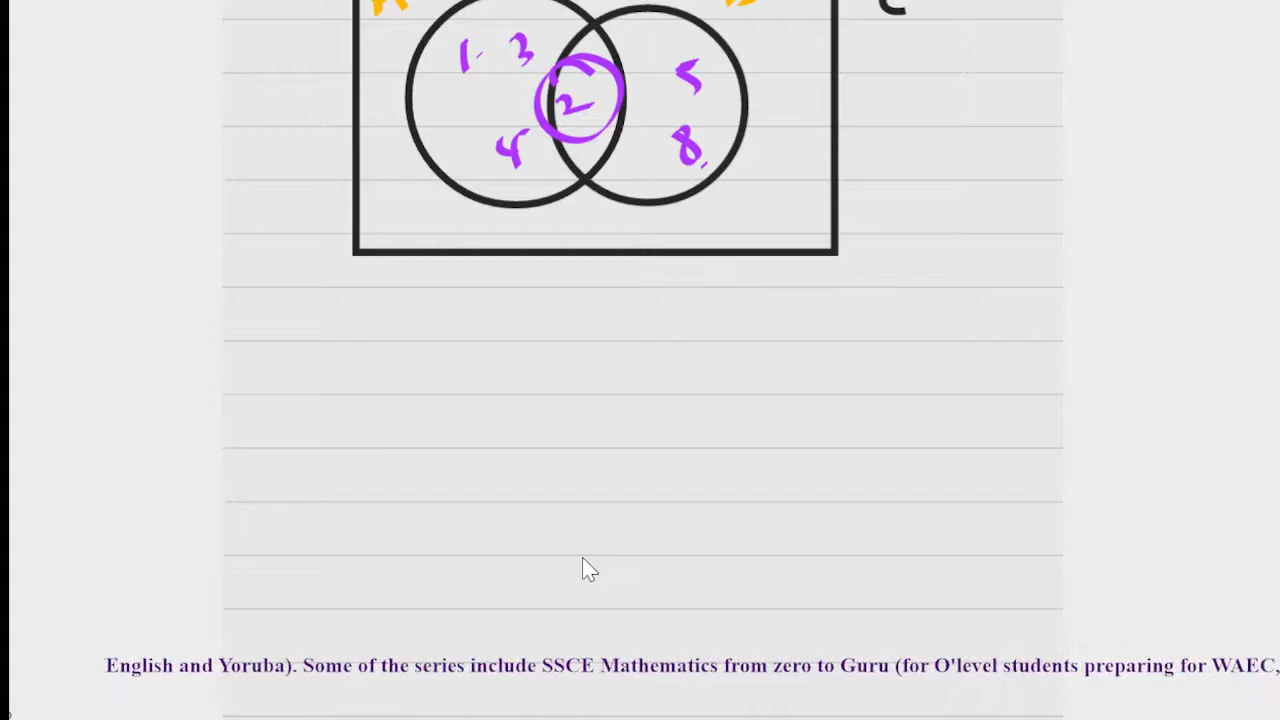 1. 3 5
2
4 8.
English and Yoruba). Some of the series include SSCE Mathematics from zero to Guru (for O'level students preparing for WAEC,